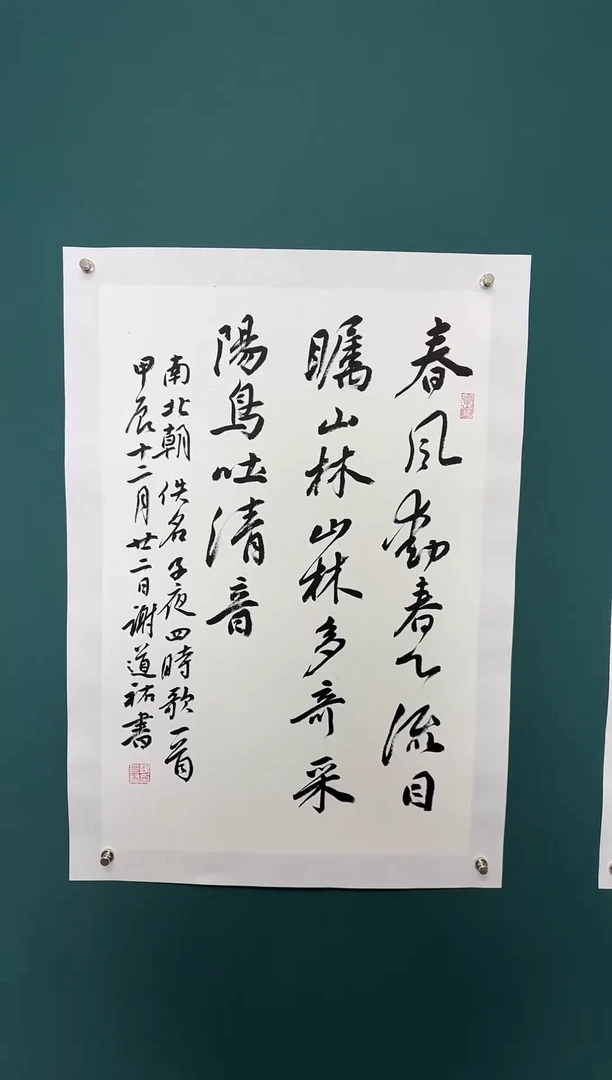 春风動春心流目
瞩山林山林多奇采
陽鳥吐清音
南北朝佚名子夜四時歌一首
甲辰十二月廿二日謝道祐書